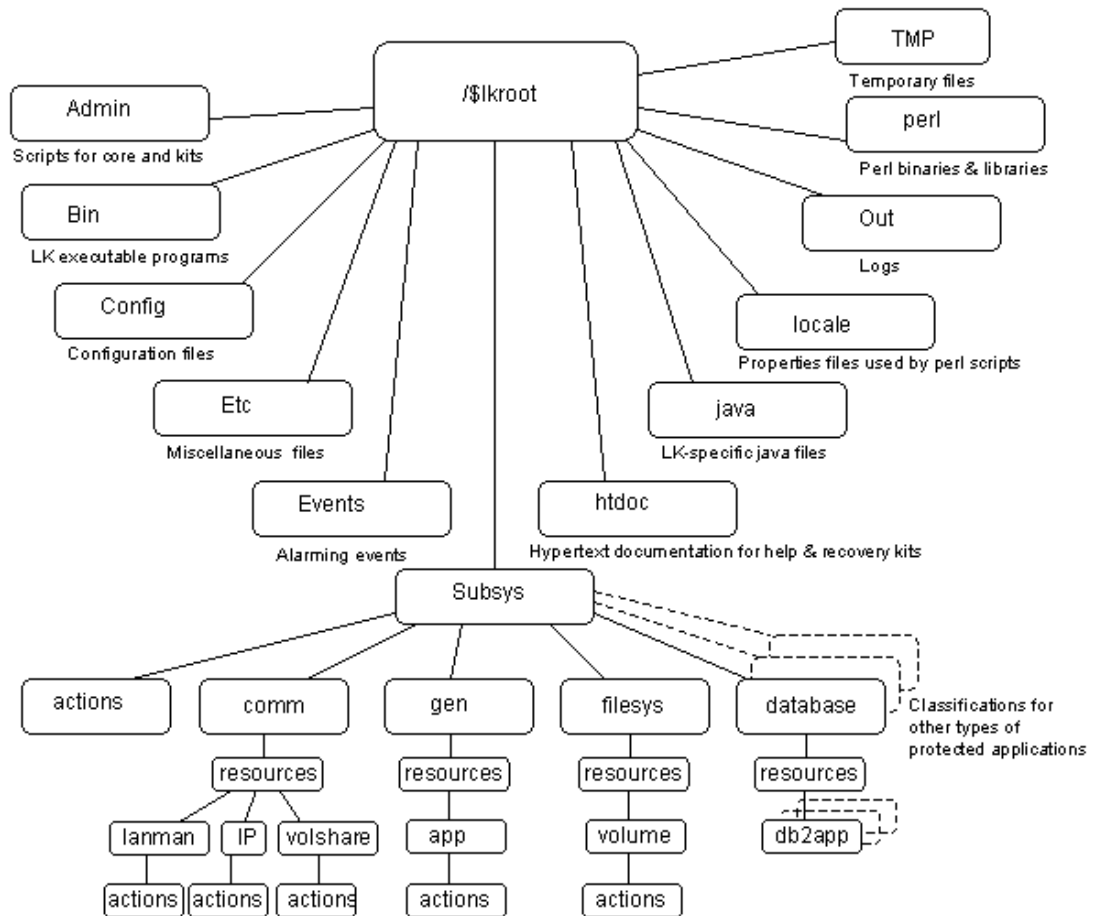 /$lkroot
TMP
Temporary files
Admin
Scripts for core and kits
perl
Perl binaries & libraries
Bin
LK executable programs
Out
Logs
Config
Configuration files
locale
Properties files used by perl scripts
Etc
Miscellaneous files
java
LK-specific java files
Events
Alarming events
htdoc
Hypertext documentation for help & recovery kits
Subsys
actions
comm
gen
filesys
database
Classifications for
other types of
protected applications
resources
resources
resources
resources
lanman
IP
volshare
app
volume
db2app
actions
actions
actions
actions
actions